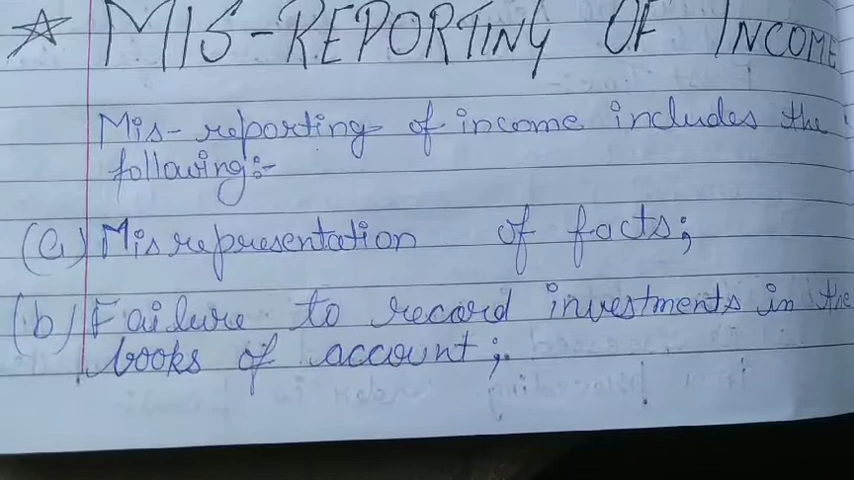 ☆ MIS-REPORTING OF INCOME
Mis-reporting of income includes the
following:-
(a) Misrepresentation of facts;
(b) Failure to record investments in the
books of account;